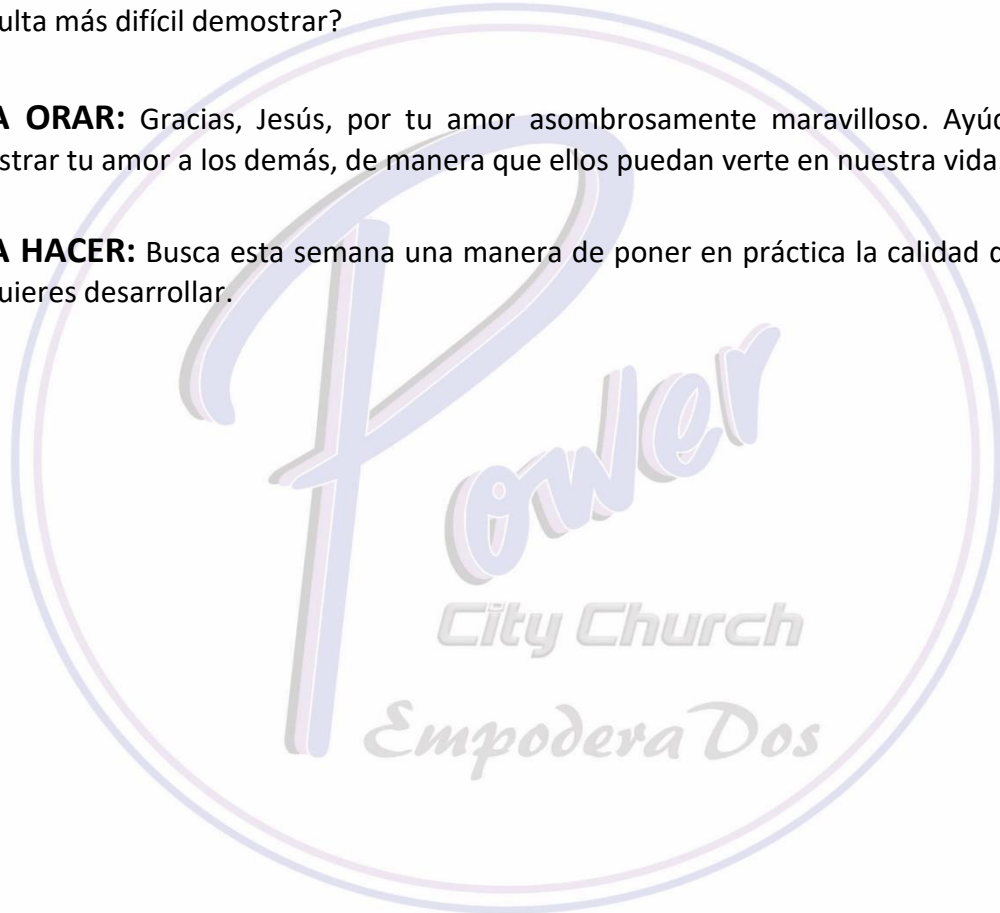 ulta más difícil demostrar?
A ORAR: Gracias, Jesús, por tu amor asombrosamente maravilloso. Ayúd
strar tu amor a los demás, de manera que ellos puedan verte en nuestra vida.
A HACER: Busca esta semana una manera de poner en práctica la calidad d
uieres desarrollar.
Power
City Church
EmpoderaDos